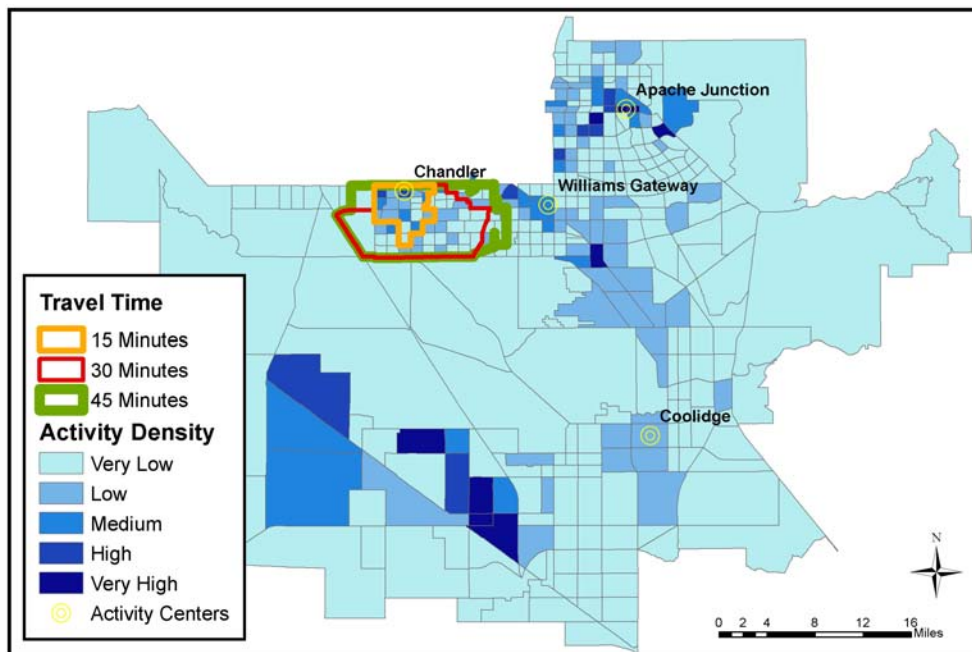 Apache Junction
Chandler
Williams Gateway
Coolidge
Travel Time
15 Minutes
30 Minutes
45 Minutes
Activity Density
Very Low
Low
Medium
High
Very High
Activity Centers
N
0 2 4 8 12 16
Miles